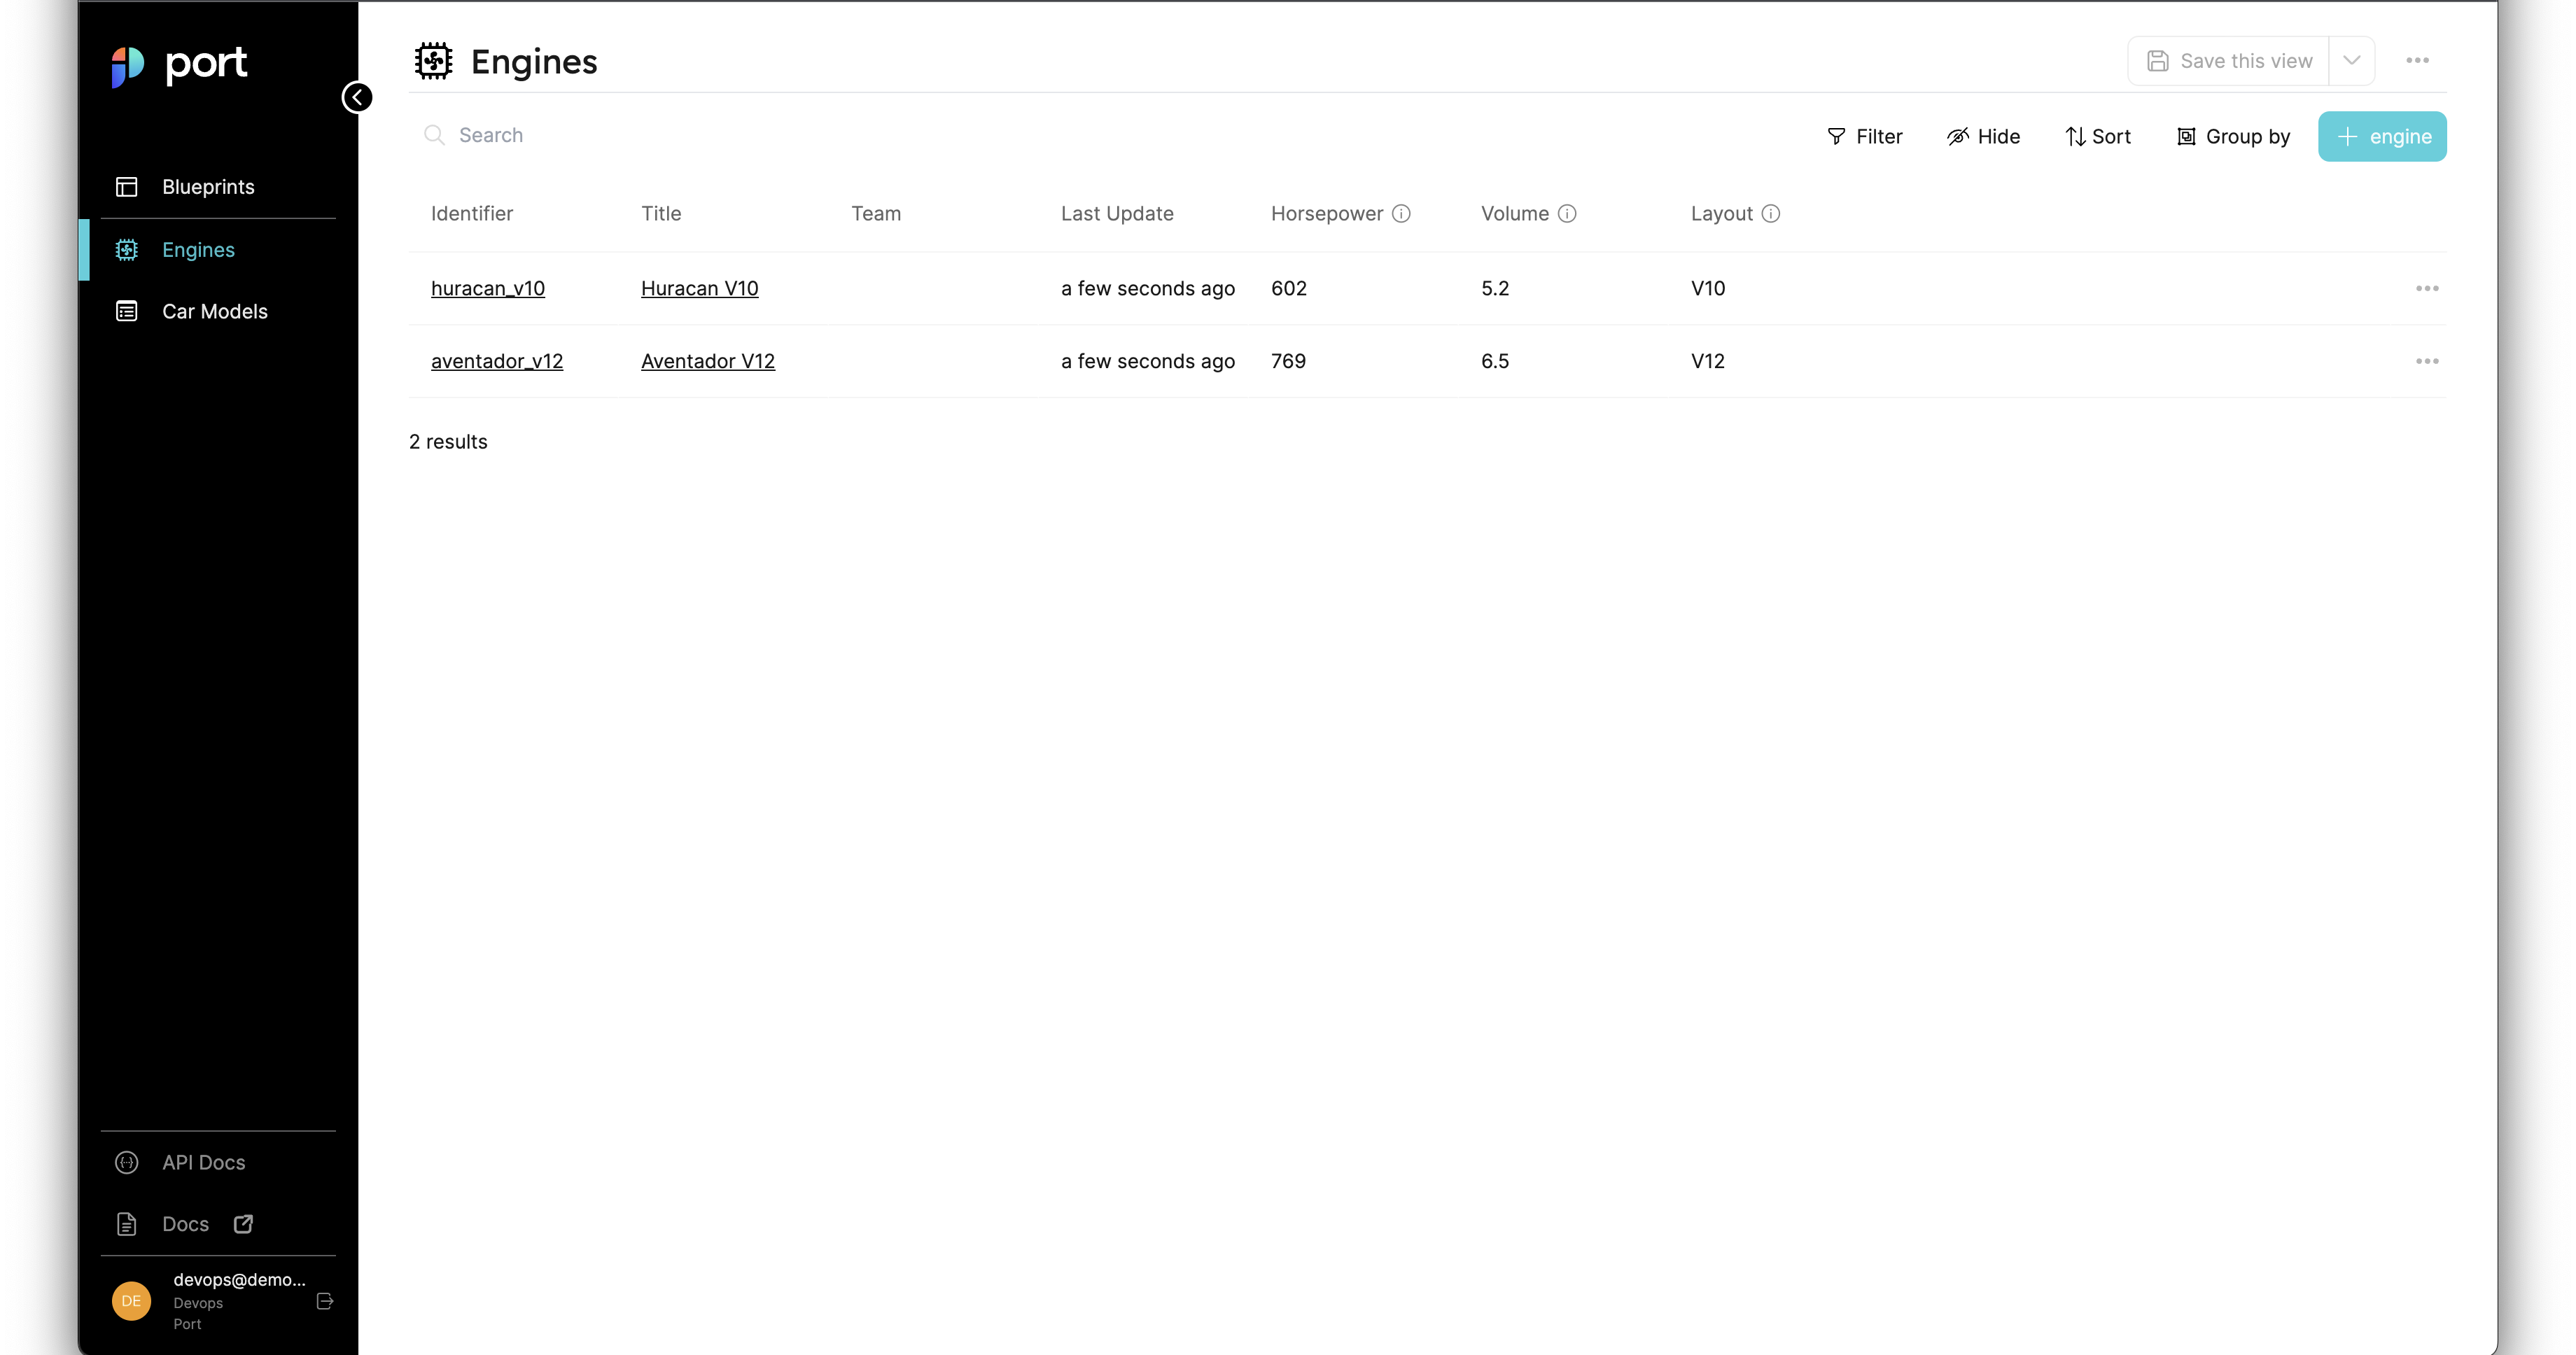 port
Blueprints
Engines
Car Models
API Docs
Docs
DE
devops@demo...
Devops
Port
Engines
Save this view
Search
Filter Hide Sort Group by + engine
Identifier Title Team Last Update Horsepower Volume Layout
huracan_v10 Huracan V10 a few seconds ago 602 5.2 V10
aventador_v12 Aventador V12 a few seconds ago 769 6.5 V12
2 results